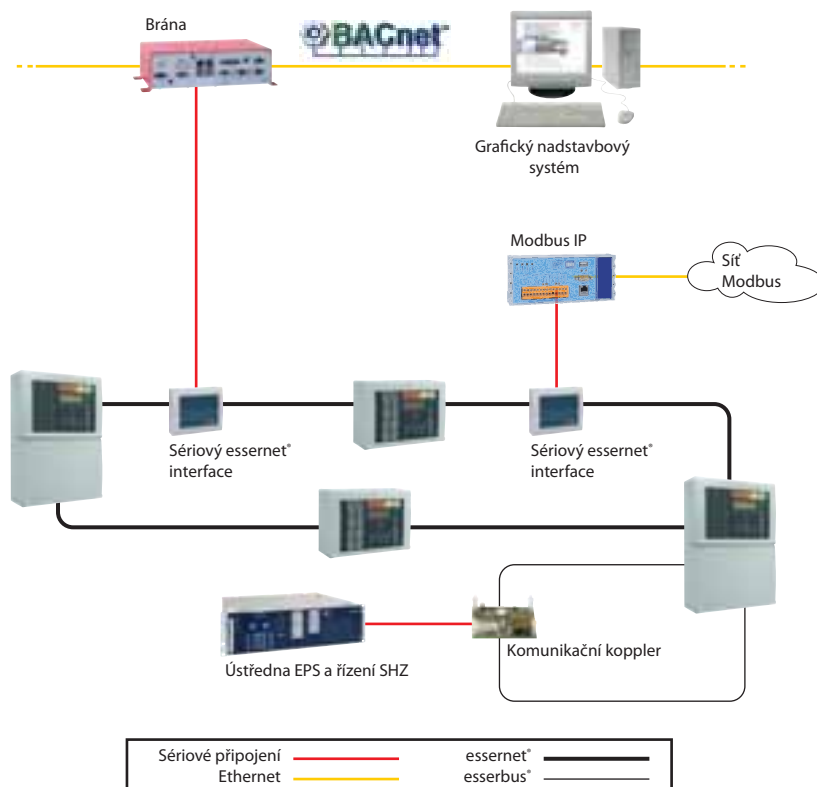 Brána
BACnet™
Grafický nadstavbový
systém
Modbus IP
Síť
Modbus
Sériový essernet®
interface
Sériový essernet®
interface
Komunikační koppler
Ústředna EPS a řízení SHZ
Sériové připojení
essernet®
Ethernet
esserbus®